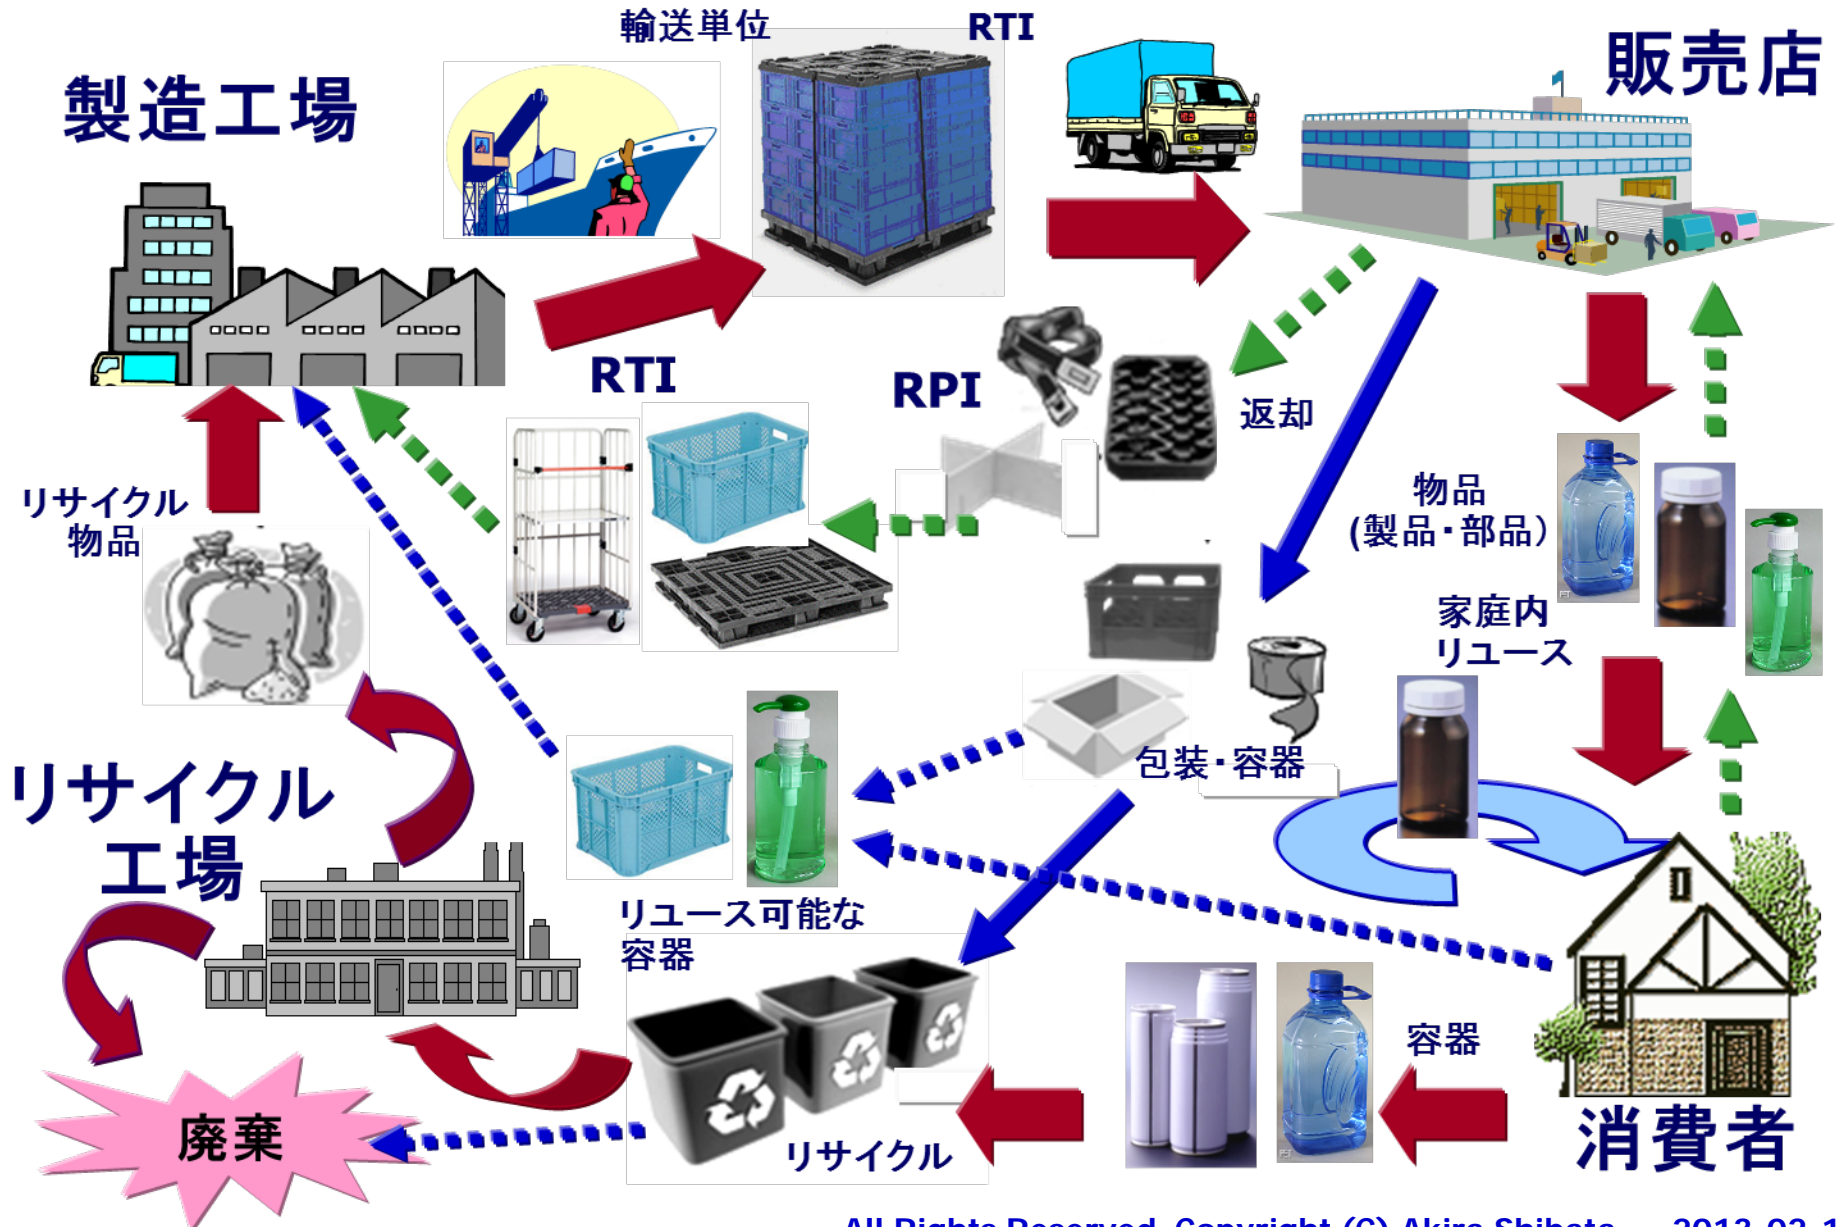 輸送単位
RTI
販売店
製造工場
RTI
RPI
返却
リサイクル
物品
物品
(製品・部品)
家庭内
リユース
包装・容器
リサイクル
工場
リユース可能な
容器
容器
廃棄
リサイクル
消費者